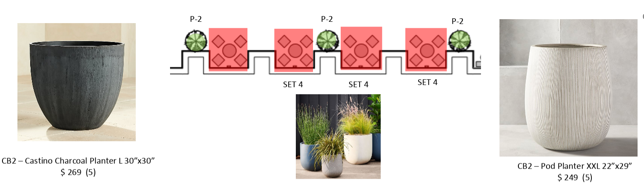 P-2
P-2
P-2
SET 4
SET 4
SET 4
CB2 – Castino Charcoal Planter L 30”x30”
$ 269  (5)
CB2 – Pod Planter XXL 22”x29”
$ 249  (5)